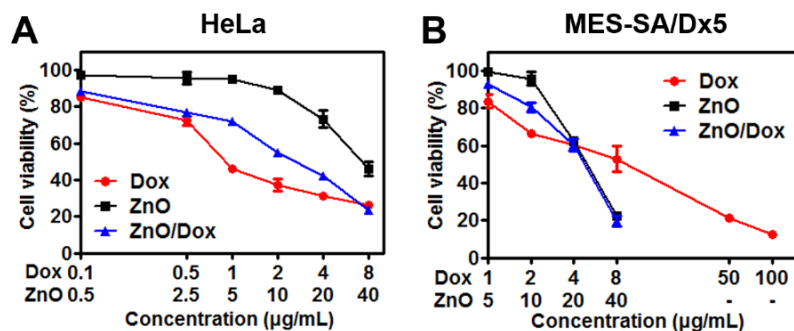 A
HeLa
Cell viability (%)
100
80
60
40
20
0
Dox
ZnO
ZnO/Dox
Dox 0.1 0.5 1 2 4 8
ZnO 0.5 2.5 5 10 20 40
Concentration (µg/mL)
B
MES-SA/Dx5
Cell viability (%)
100
80
60
40
20
0
Dox
ZnO
ZnO/Dox
Dox 1 2 4 8 50 100
ZnO 5 10 20 40 - -
Concentration (µg/mL)